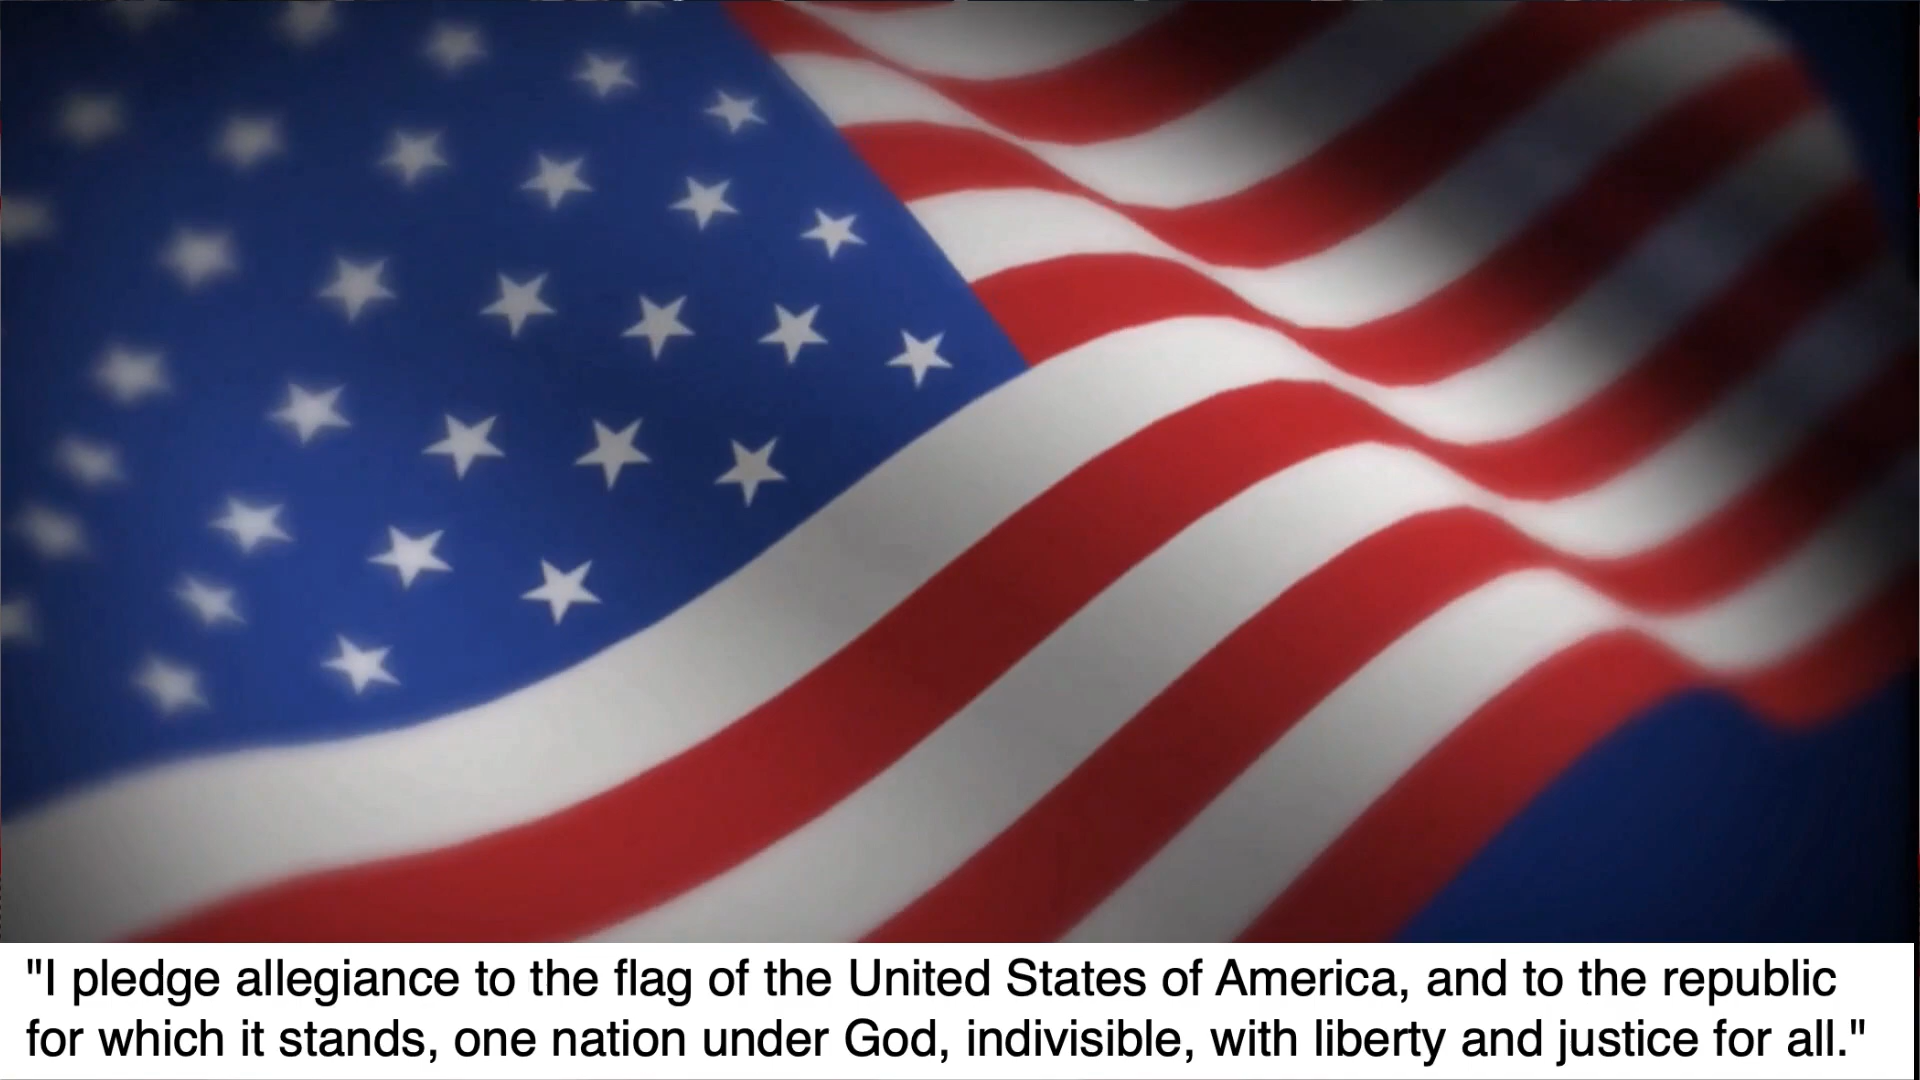 "I pledge allegiance to the flag of the United States of America, and to the republic
for which it stands, one nation under God, indivisible, with liberty and justice for all."